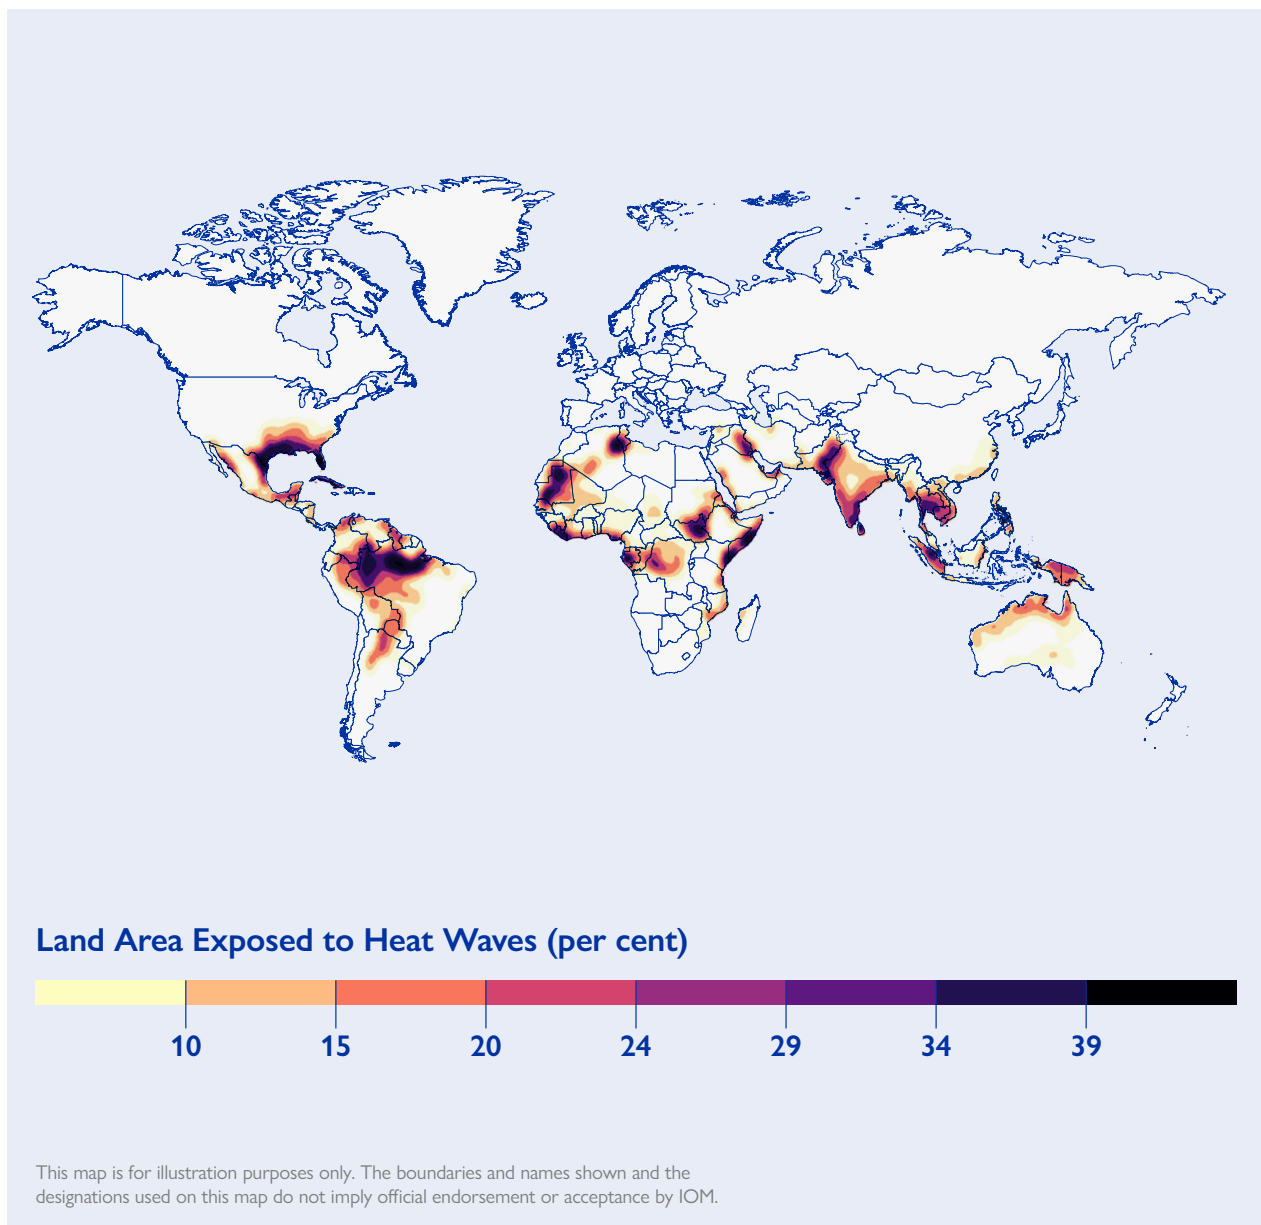 Land Area Exposed to Heat Waves (per cent)
10 15 20 24 29 34 39
This map is for illustration purposes only. The boundaries and names shown and the
designations used on this map do not imply official endorsement or acceptance by IOM.